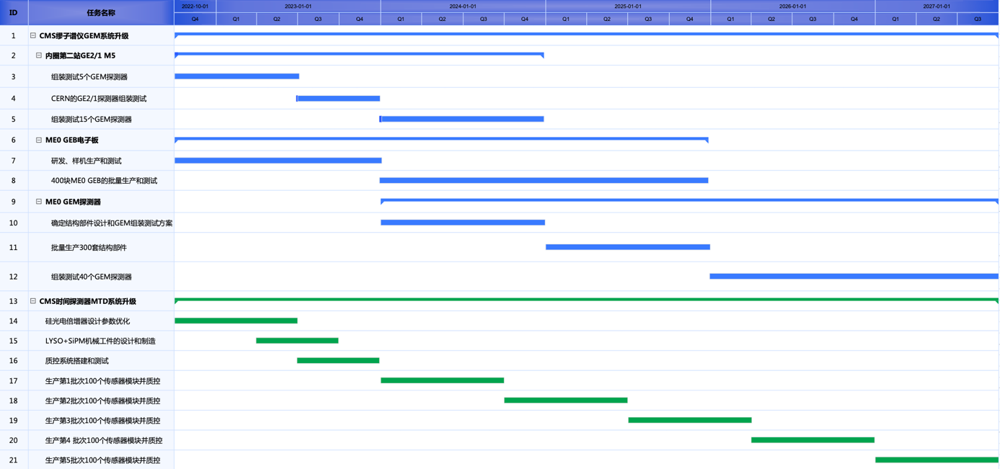 ID 任务名称 2022-10-01 2023-01-01 2024-01-01 2025-01-01 2026-01-01 2027-01-01
Q4 Q1 Q2 Q3 Q4 Q1 Q2 Q3 Q4 Q1 Q2 Q3 Q4 Q1 Q2 Q3 Q4 Q1 Q2 Q3
1 CMS缪子谱仪GEM系统升级
2 内圈第二站GE2/1 M5
3 组装测试5个GEM探测器
4 CERN的GE2/1探测器组装测试
5 组装测试15个GEM探测器
6 ME0 GEB电子板
7 研发、样机生产和测试
8 400块ME0 GEB的批量生产和测试
9 ME0 GEM探测器
10 确定结构部件设计和GEM组装测试方案
11 批量生产300套结构部件
12 组装测试40个GEM探测器
13 CMS时间探测器MTD系统升级
14 硅光电倍增器设计参数优化
15 LYSO+SiPM机械工件的设计和制造
16 质控系统搭建和测试
17 生产第1批次100个传感器模块并质控
18 生产第2批次100个传感器模块并质控
19 生产第3批次100个传感器模块并质控
20 生产第4 批次100个传感器模块并质控
21 生产第5批次100个传感器模块并质控